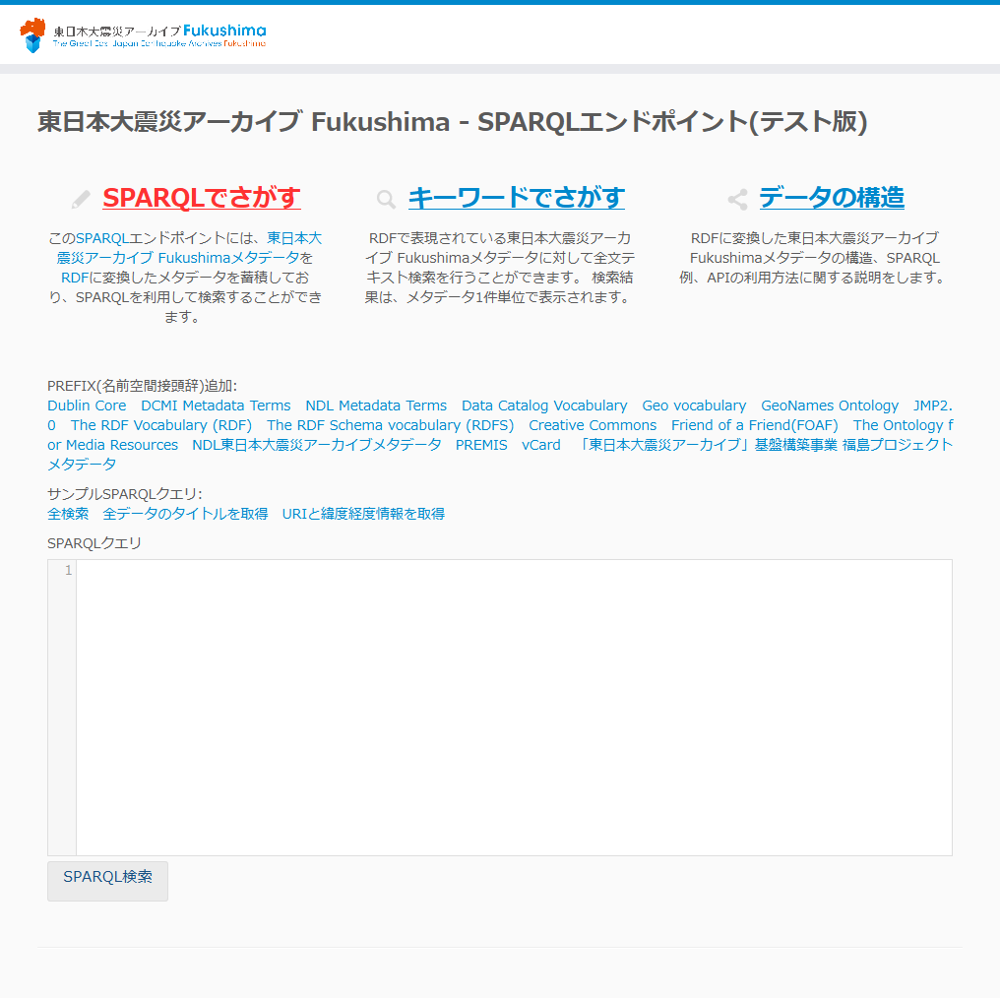 東日本大震災アーカイブ Fukushima
The Great East Japan Earthquake Archives Fukushima
東日本大震災アーカイブ Fukushima - SPARQLエンドポイント(テスト版)
SPARQLでさがす
このSPARQLエンドポイントには、東日本大
震災アーカイブ Fukushimaメタデータを
RDFに変換したメタデータを蓄積してお
り、SPARQLを利用して検索することができ
ます。
キーワードでさがす
RDFで表現されている東日本大震災アーカ
イブ Fukushimaメタデータに対して全文テ
キスト検索を行うことができます。 検索結
果は、メタデータ1件単位で表示されます。
データの構造
RDFに変換した東日本大震災アーカイブ
Fukushimaメタデータの構造、SPARQL
例、APIの利用方法に関する説明をします。
PREFIX(名前空間接頭辞)追加:
Dublin Core DCMI Metadata Terms NDL Metadata Terms Data Catalog Vocabulary Geo vocabulary GeoNames Ontology JMP2.
0 The RDF Vocabulary (RDF) The RDF Schema vocabulary (RDFS) Creative Commons Friend of a Friend(FOAF) The Ontology f
or Media Resources NDL東日本大震災アーカイブメタデータ PREMIS vCard 「東日本大震災アーカイブ」基盤構築事業 福島プロジェクト
メタデータ
サンプルSPARQLクエリ:
全検索 全データのタイトルを取得 URIと緯度経度情報を取得
SPARQLクエリ
1
SPARQL検索